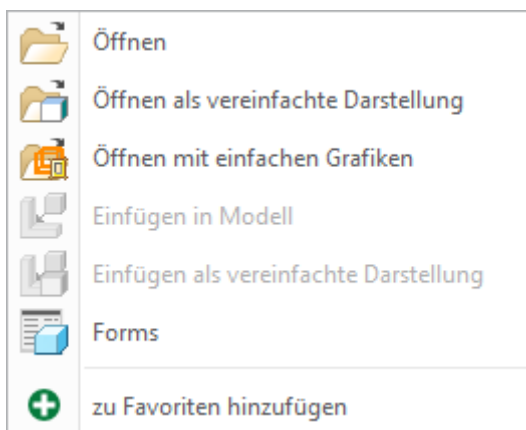 Öffnen
Öffnen als vereinfachte Darstellung
Öffnen mit einfachen Grafiken
Einfügen in Modell
Einfügen als vereinfachte Darstellung
Forms
zu Favoriten hinzufügen